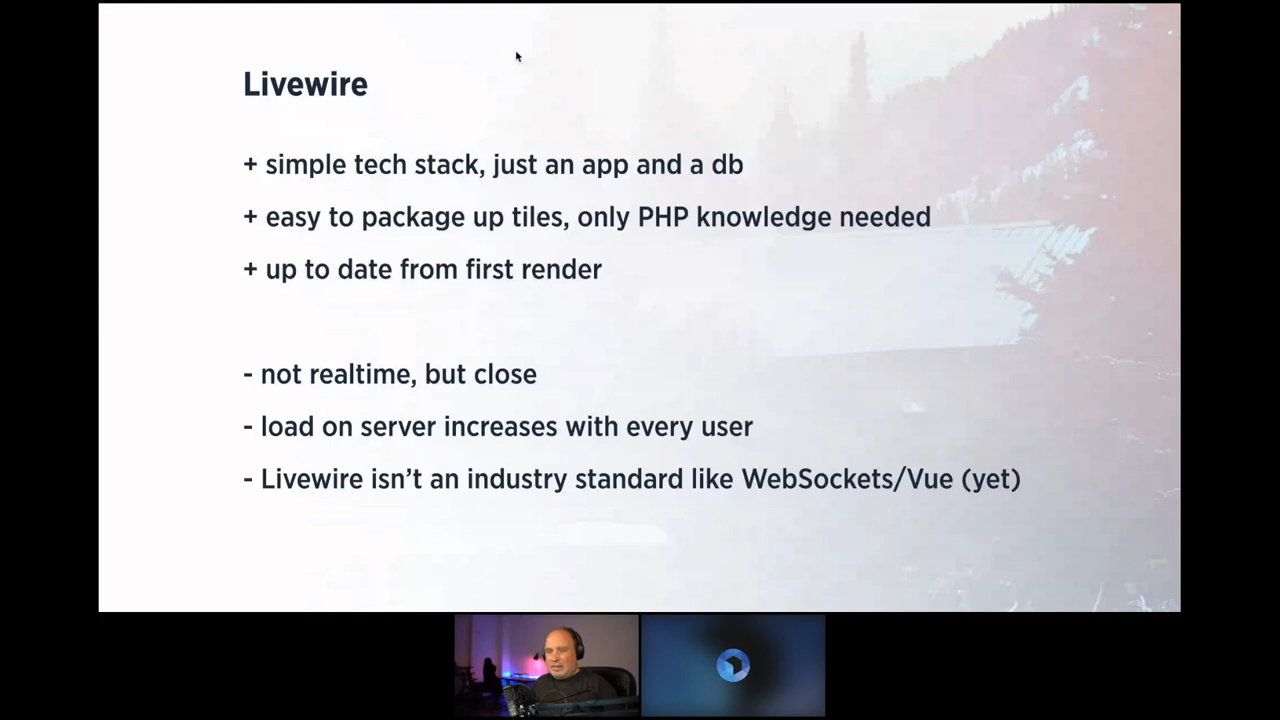 Livewire
+ simple tech stack, just an app and a db
+ easy to package up tiles, only PHP knowledge needed
+ up to date from first render
- not realtime, but close
- load on server increases with every user
- Livewire isn’t an industry standard like WebSockets/Vue (yet)